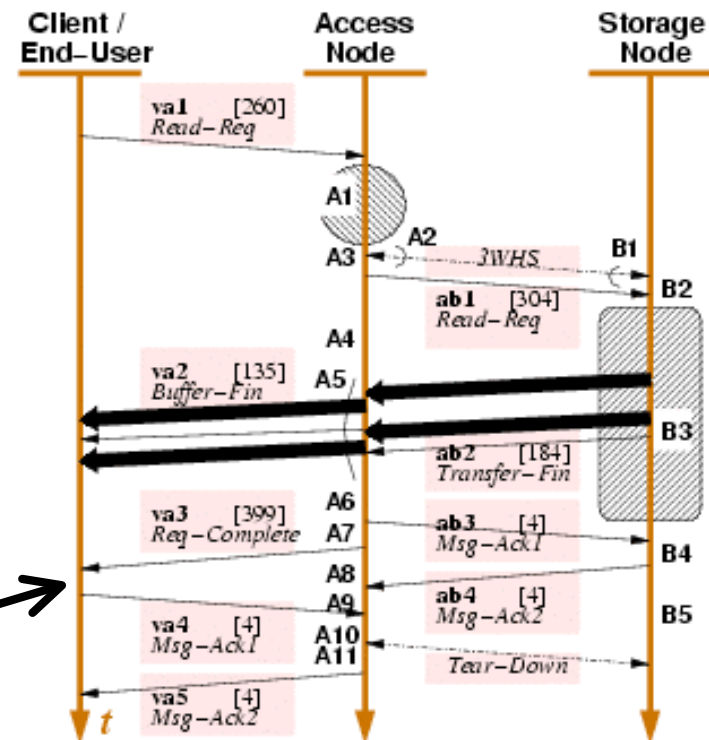 Client /
End–User
Access
Node
Storage
Node
va1 [260]
Read–Req
A1
A2
A3
3WHS
B1
ab1 [304]
Read–Req
B2
A4
va2 [135]
Buffer–Fin
A5
B3
ab2 [184]
Transfer–Fin
va3 [399]
Req–Complete
A6
A7
ab3 [4]
Msg–Ack1
B4
A8
A9
ab4 [4]
Msg–Ack2
B5
va4 [4]
Msg–Ack1
A10
A11
Tear–Down
va5 [4]
Msg–Ack2
t